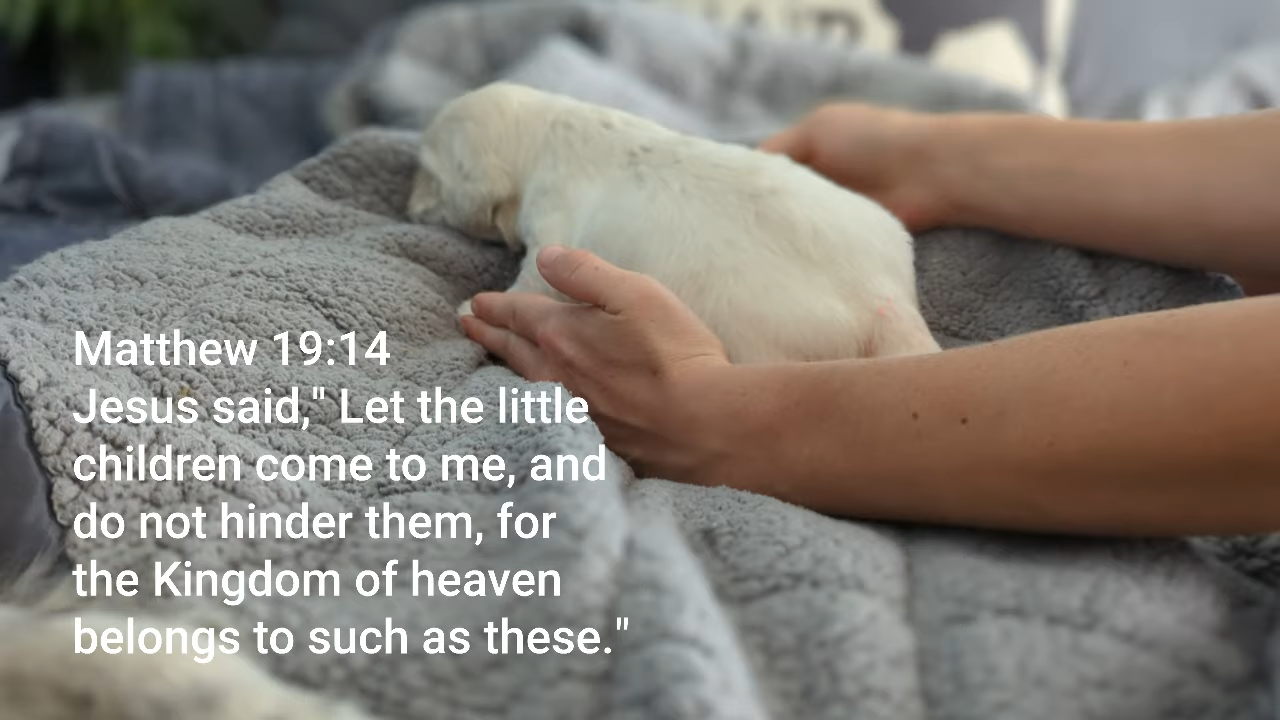 Matthew 19:14
Jesus said," Let the little
children come to me, and
do not hinder them, for
the Kingdom of heaven
belongs to such as these."